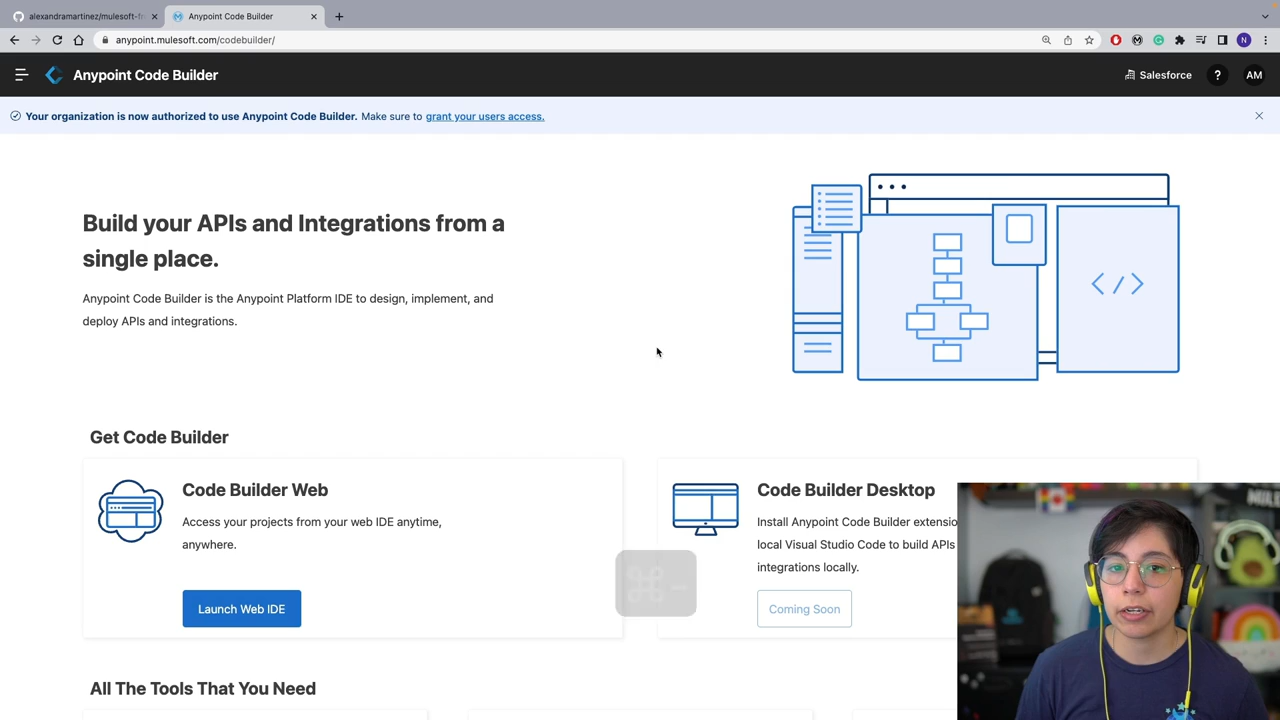 alexandramartinez/mulesoft-fr
Anypoint Code Builder
anypoint.mulesoft.com/codebuilder/
N
Anypoint Code Builder
Salesforce
?
AM
Your organization is now authorized to use Anypoint Code Builder. Make sure to grant your users access.
Build your APIs and Integrations from a
single place.
Anypoint Code Builder is the Anypoint Platform IDE to design, implement, and
deploy APIs and integrations.
Get Code Builder
Code Builder Web
Access your projects from your web IDE anytime,
anywhere.
Launch Web IDE
Code Builder Desktop
Install Anypoint Code Builder extensio
local Visual Studio Code to build APIs
integrations locally.
Coming Soon
All The Tools That You Need